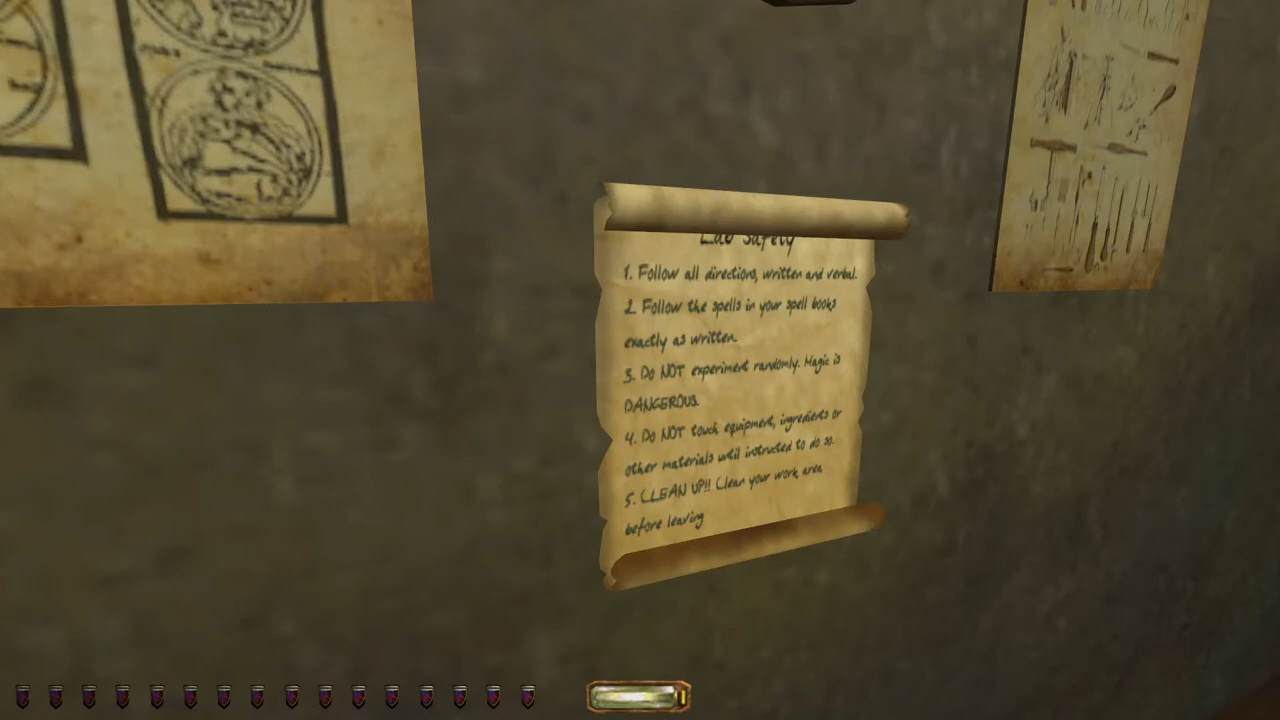 Lab Safety
1. Follow all directions, written and verbal.
2. Follow the spells in your spell books
exactly as written.
3. Do NOT experiment randomly. Magic is
DANGEROUS.
4. Do NOT touch equipment, ingredients or
other materials until instructed to do so.
5. CLEAN UP!! Clean your work area
before leaving